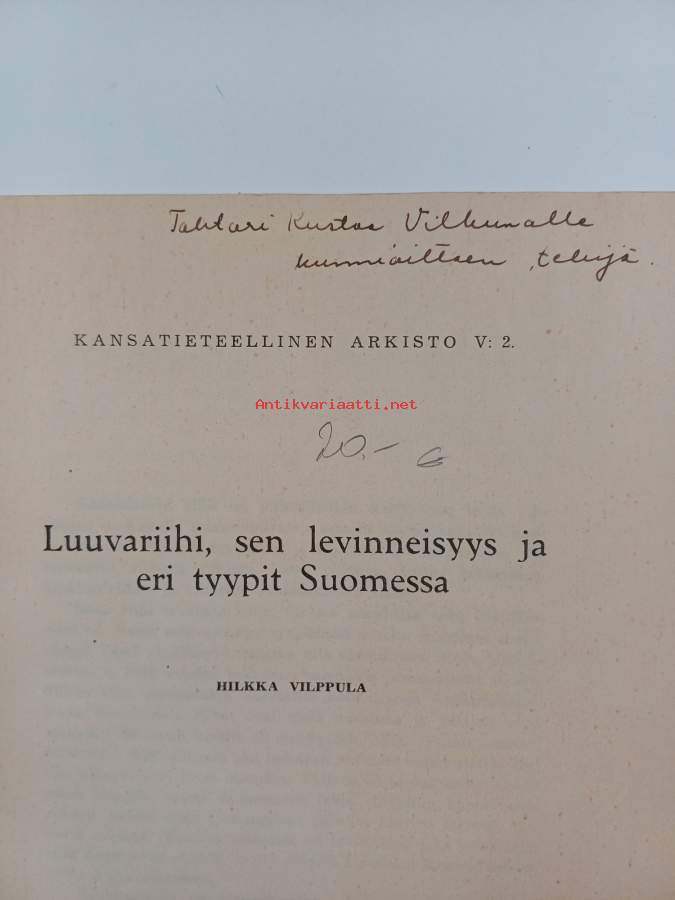 Tohtori Kustaa Vilkunalle
kunnioittaen tekijä.
KANSATIETEELLINEN ARKISTO V: 2.
Antikvariaatti.net
20.-
Luuvariihi, sen levinneisyys ja
eri tyypit Suomessa
HILKKA VILPPULA